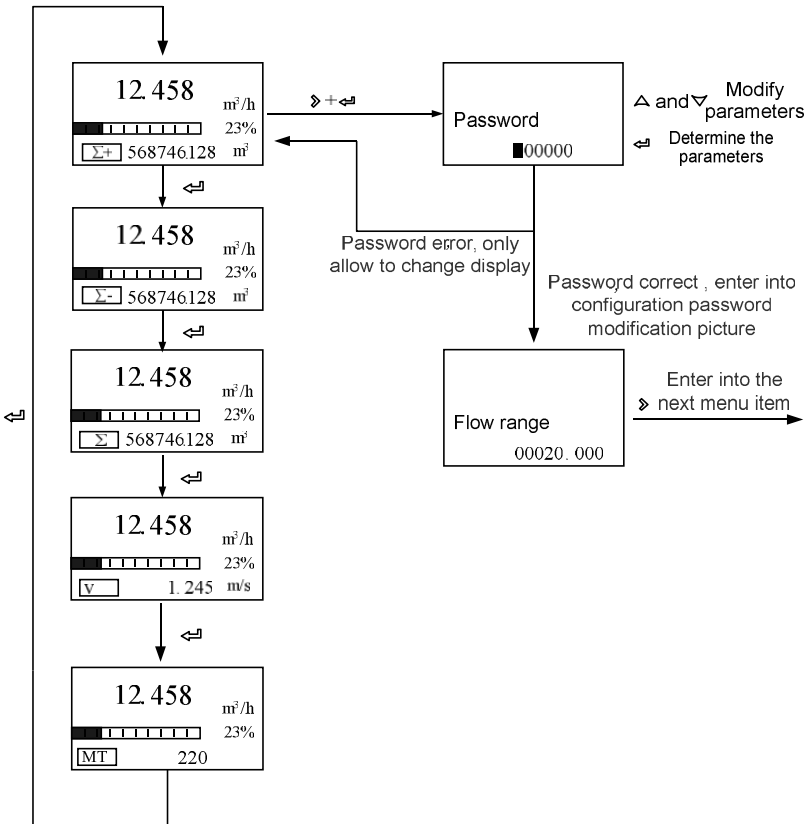 12.458
m³/h
23%
Σ+ 568746.128 m³
12.458
m³/h
23%
Σ- 568746.128 m³
12.458
m³/h
23%
Σ 568746.128 m³
12.458
m³/h
23%
V 1.245 m/s
12.458
m³/h
23%
MT 220
+
Password
00000
and Modify
parameters
Determine the
parameters
Password error, only
allow to change display
Password correct , enter into
configuration password
modification picture
Flow range
00020.000
Enter into the
next menu item